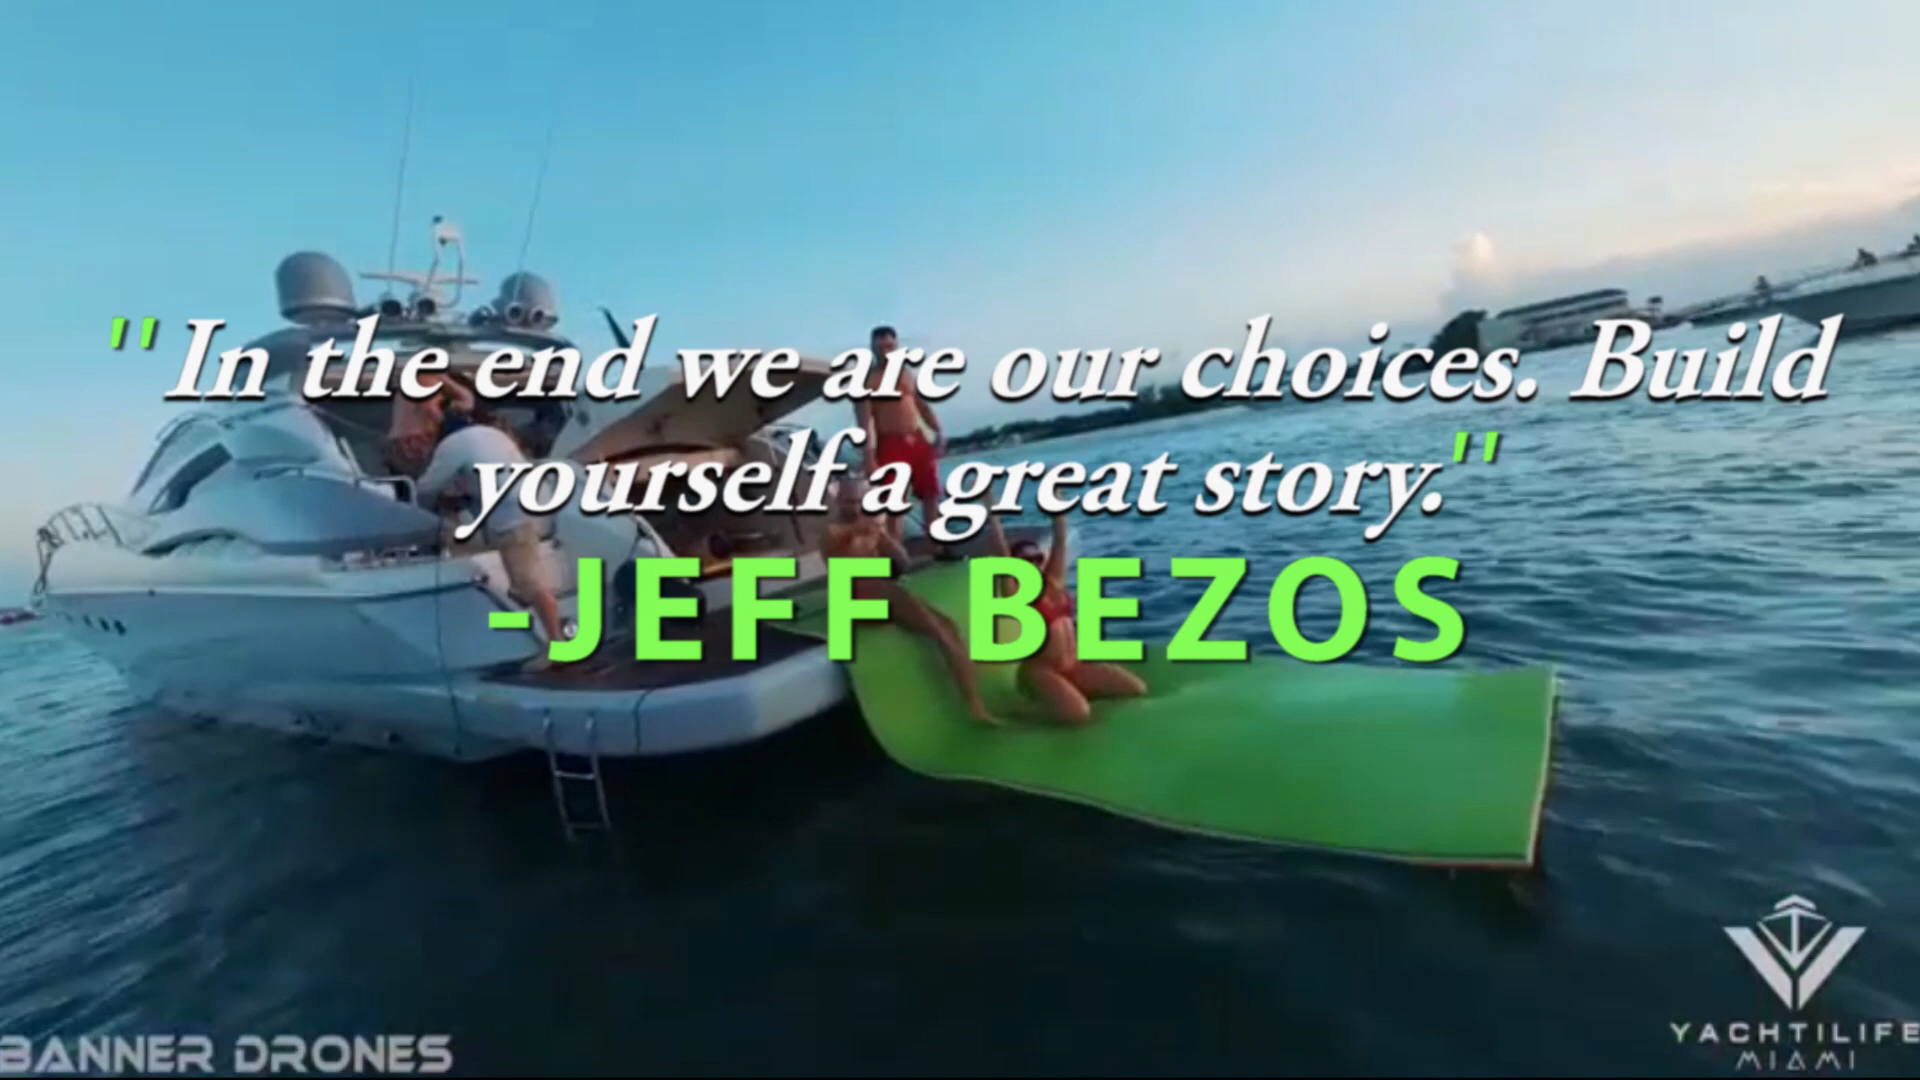 "In the end we are our choices. Build
yourself a great story."
-JEFF BEZOS
BANNER DRONES
YACHTILIFE
MIAMI